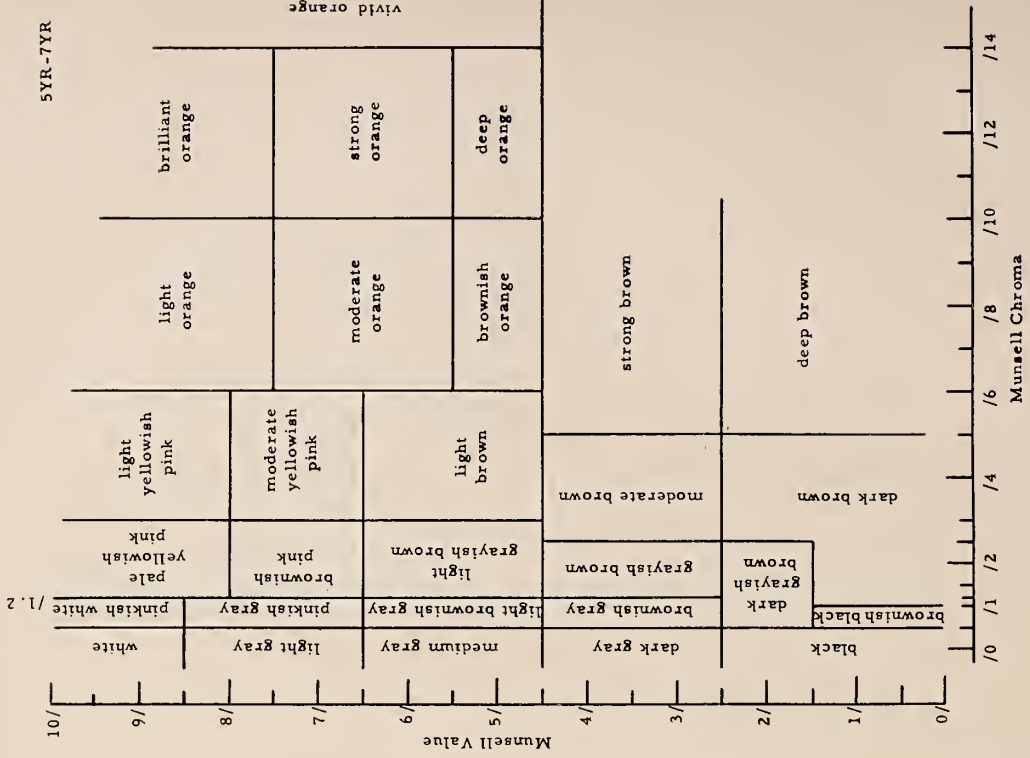 5YR-7YR
vivid orange
brilliant
orange
strong
orange
deep
orange
light
orange
moderate
orange
brownish
orange
strong brown
deep brown
light
yellowish
pink
moderate
yellowish
pink
light
brown
moderate brown
dark brown
pale
yellowish
pink
brownish
pink
light
grayish brown
grayish brown
dark
grayish
brown
/1.2
pinkish white
pinkish gray
light brownish gray
brownish gray
brownish black
white
light gray
medium gray
dark gray
black
10/
9/
8/
7/
6/
5/
4/
3/
2/
1/
0/
Munsell Value
/0
/1
/2
/4
/6
/8
/10
/12
/14
Munsell Chroma